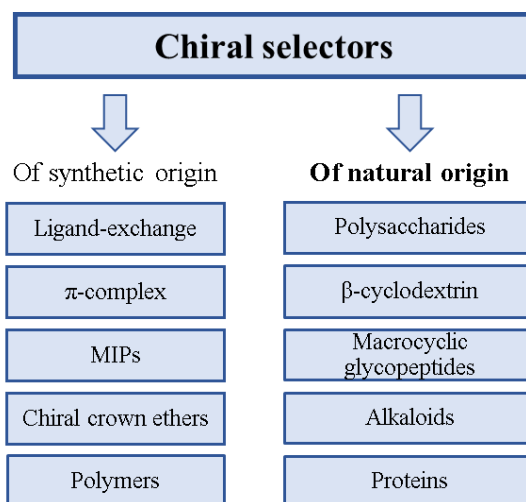 Chiral selectors
Of synthetic origin
Ligand-exchange
π-complex
MIPs
Chiral crown ethers
Polymers
Of natural origin
Polysaccharides
β-cyclodextrin
Macrocyclic
glycopeptides
Alkaloids
Proteins